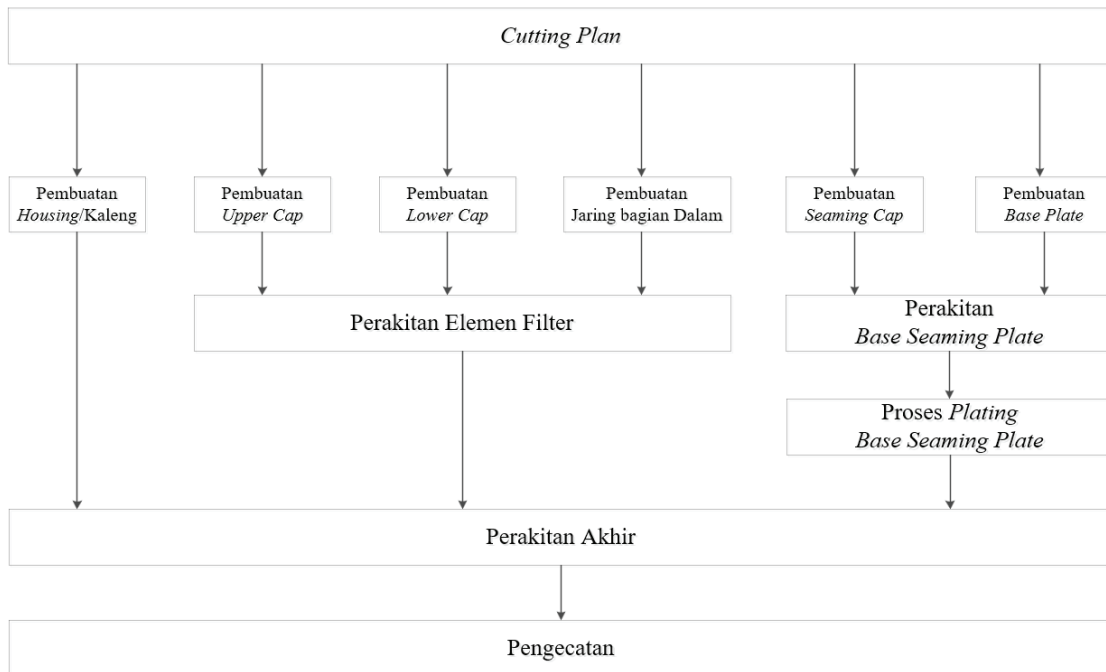 Cutting Plan
Pembuatan
Housing/Kaleng
Pembuatan
Upper Cap
Pembuatan
Lower Cap
Pembuatan
Jaring bagian Dalam
Pembuatan
Seaming Cap
Pembuatan
Base Plate
Perakitan Elemen Filter
Perakitan
Base Seaming Plate
Proses Plating
Base Seaming Plate
Perakitan Akhir
Pengecatan